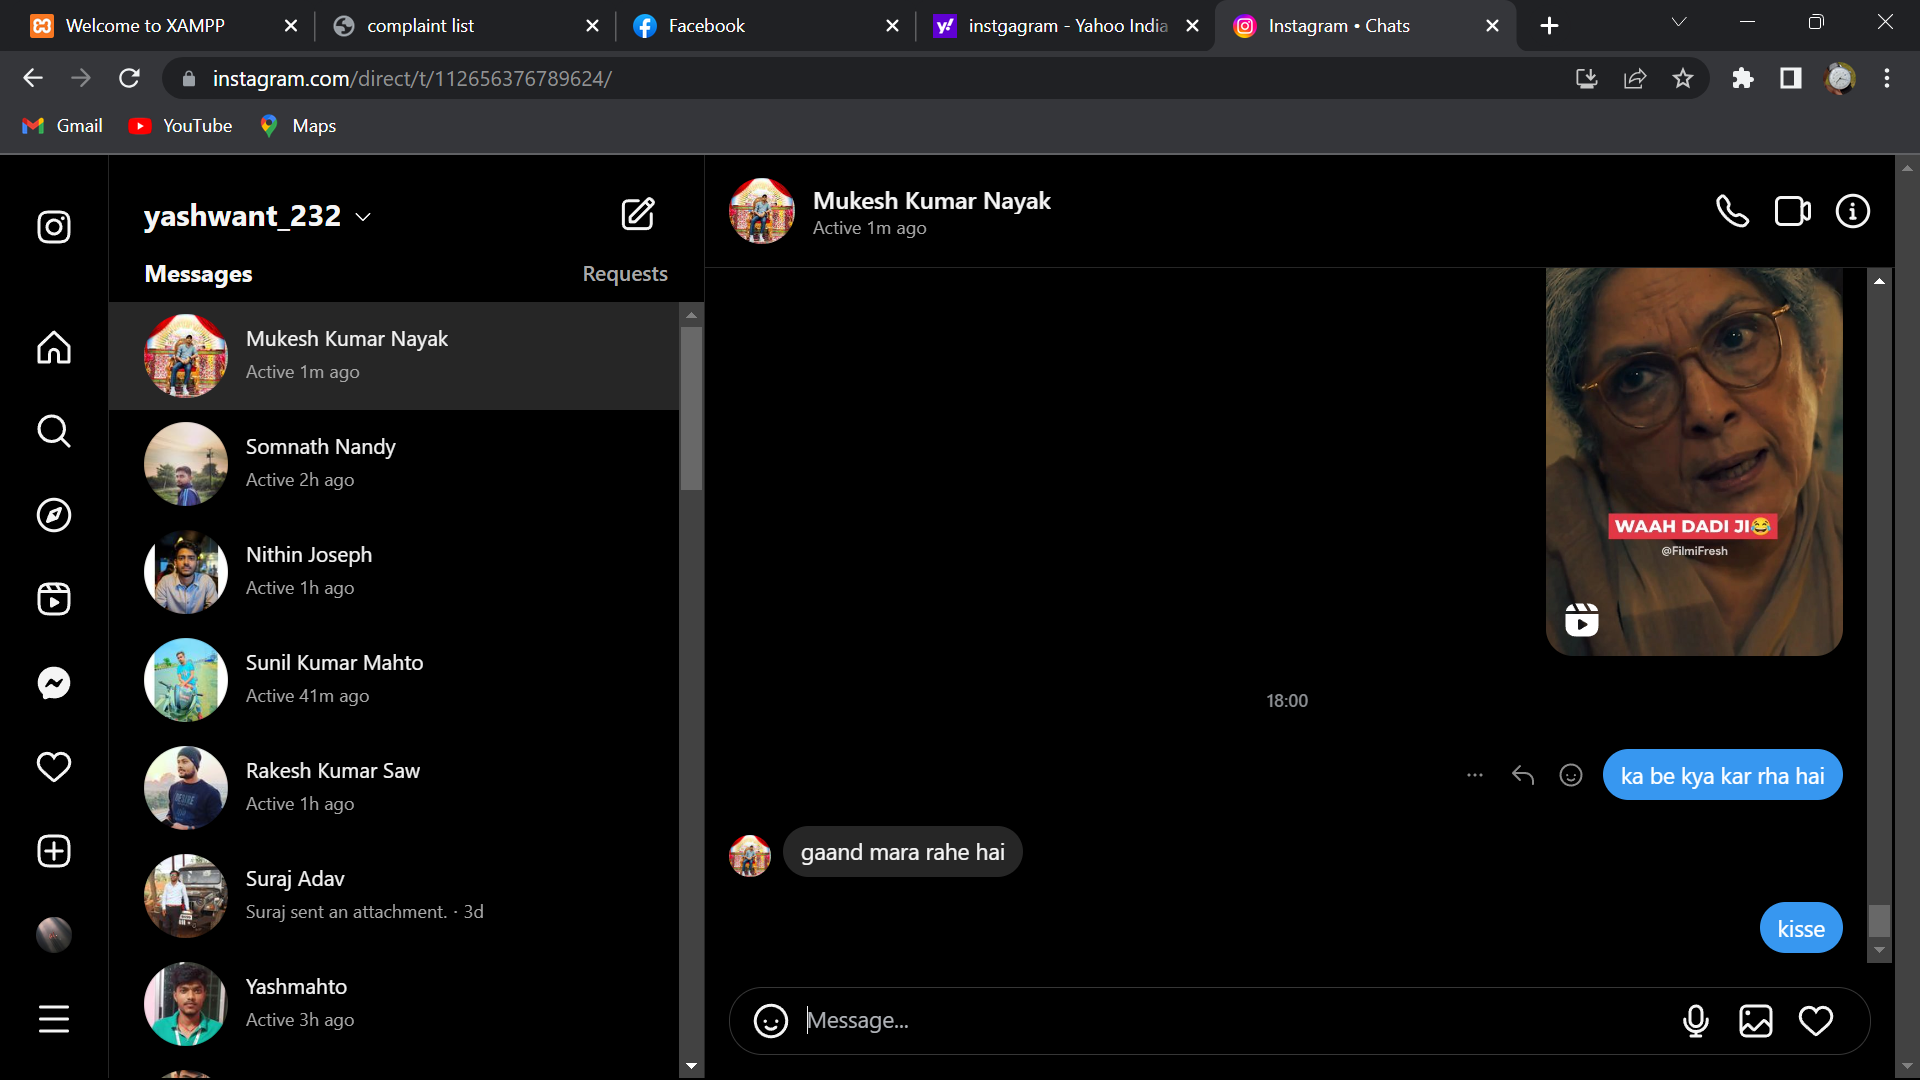 Welcome to XAMPP
complaint list
Facebook
instgagram - Yahoo India
Instagram • Chats
instagram.com/direct/t/112656376789624/
Gmail
YouTube
Maps
yashwant_232
Messages
Requests
Mukesh Kumar Nayak
Active 1m ago
Somnath Nandy
Active 2h ago
Nithin Joseph
Active 1h ago
Sunil Kumar Mahto
Active 41m ago
Rakesh Kumar Saw
Active 1h ago
Suraj Adav
Suraj sent an attachment. · 3d
Yashmahto
Active 3h ago
Mukesh Kumar Nayak
Active 1m ago
WAAH DADI JI😂
@FilmiFresh
18:00
ka be kya kar rha hai
gaand mara rahe hai
kisse
Message...